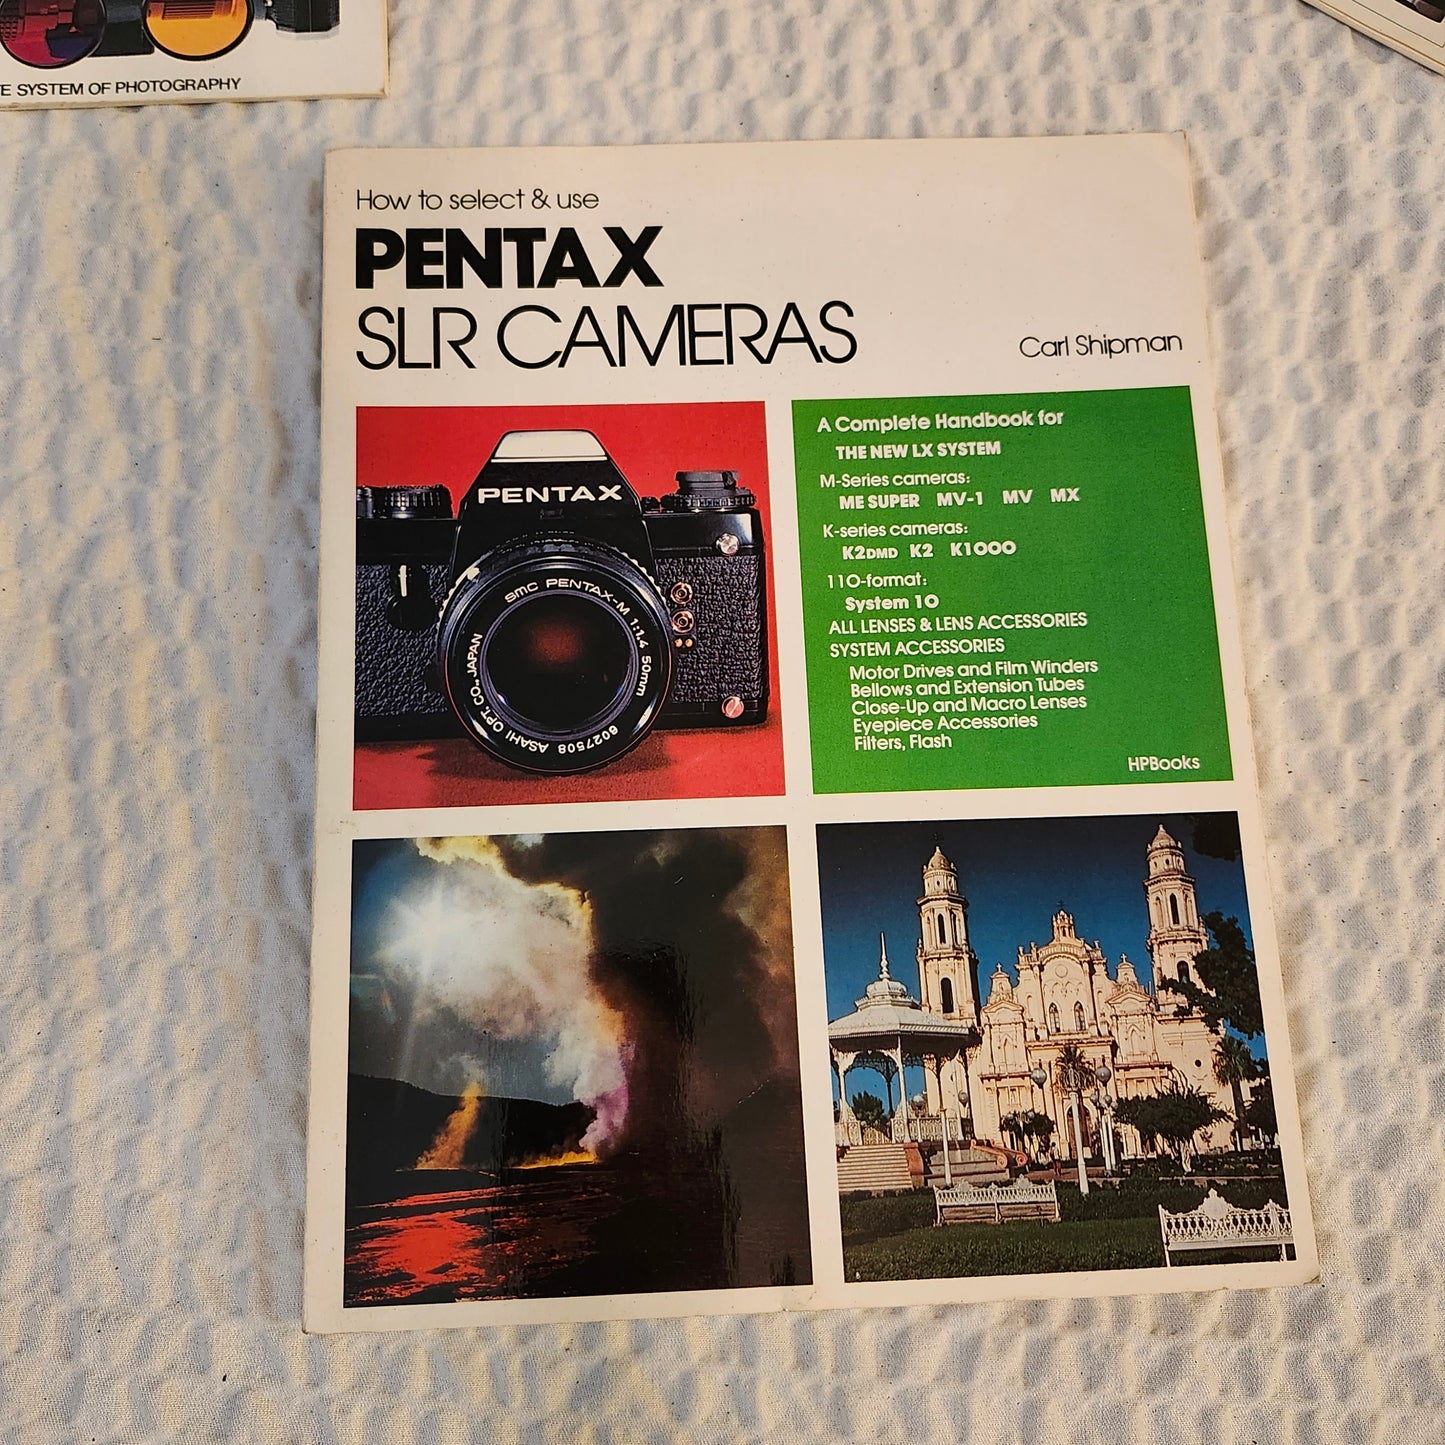 E SYSTEM OF PHOTOGRAPHY
How to select & use
PENTAX
SLR CAMERAS
Carl Shipman
PENTAX
SMC PENTAX-M 1:1.4 50mm
6027508 ASAHI OPT. CO., JAPAN
A Complete Handbook for
THE NEW LX SYSTEM
M-Series cameras:
ME SUPER MV-1 MV MX
K-series cameras:
K2DMD K2 K1000
110-format:
System 10
ALL LENSES & LENS ACCESSORIES
SYSTEM ACCESSORIES
Motor Drives and Film Winders
Bellows and Extension Tubes
Close-Up and Macro Lenses
Eyepiece Accessories
Filters, Flash
HPBooks